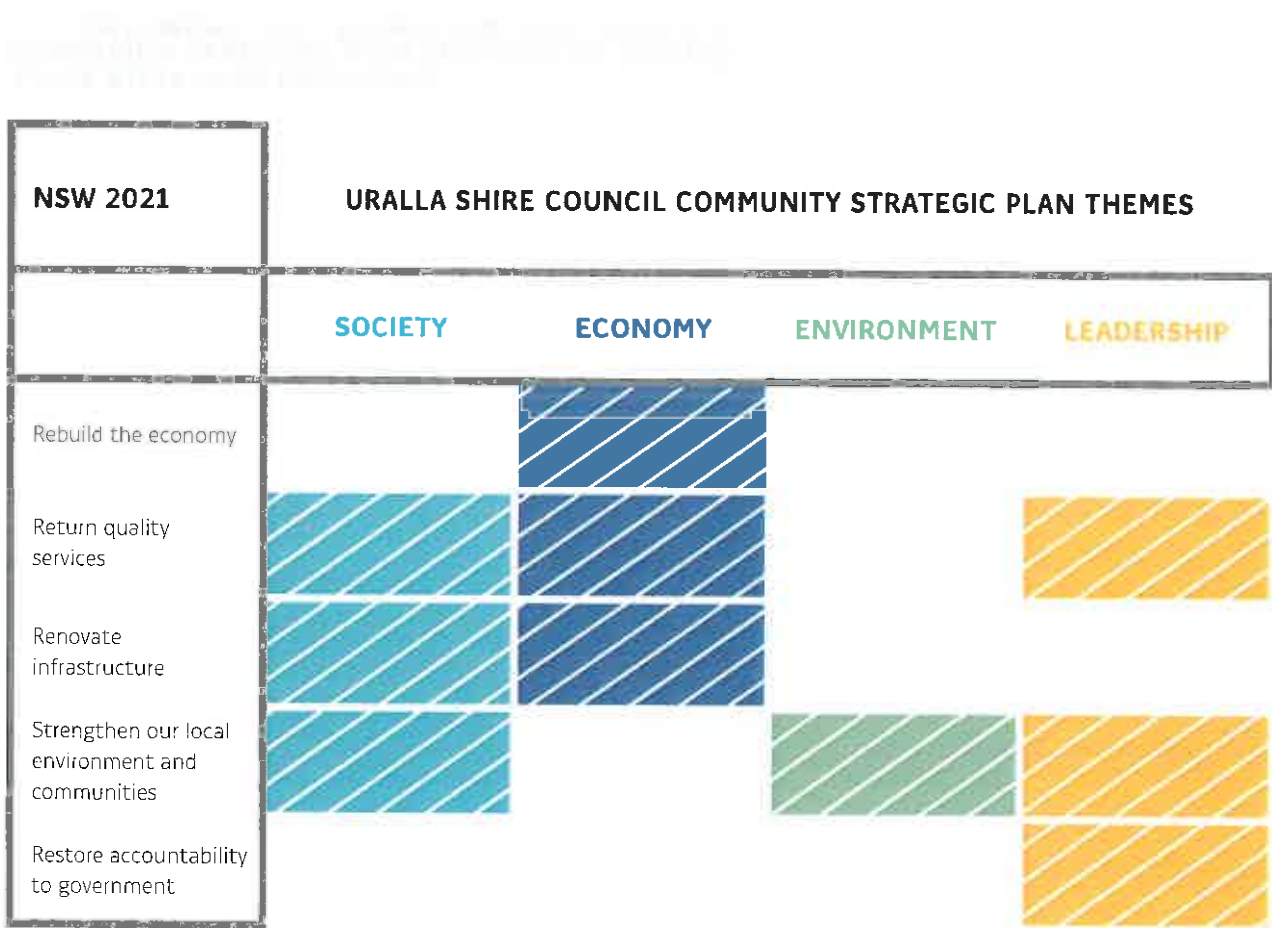 NSW 2021
URALLA SHIRE COUNCIL COMMUNITY STRATEGIC PLAN THEMES
SOCIETY
ECONOMY
ENVIRONMENT
LEADERSHIP
Rebuild the economy
Return quality
services
Renovate
infrastructure
Strengthen our local
environment and
communities
Restore accountability
to government